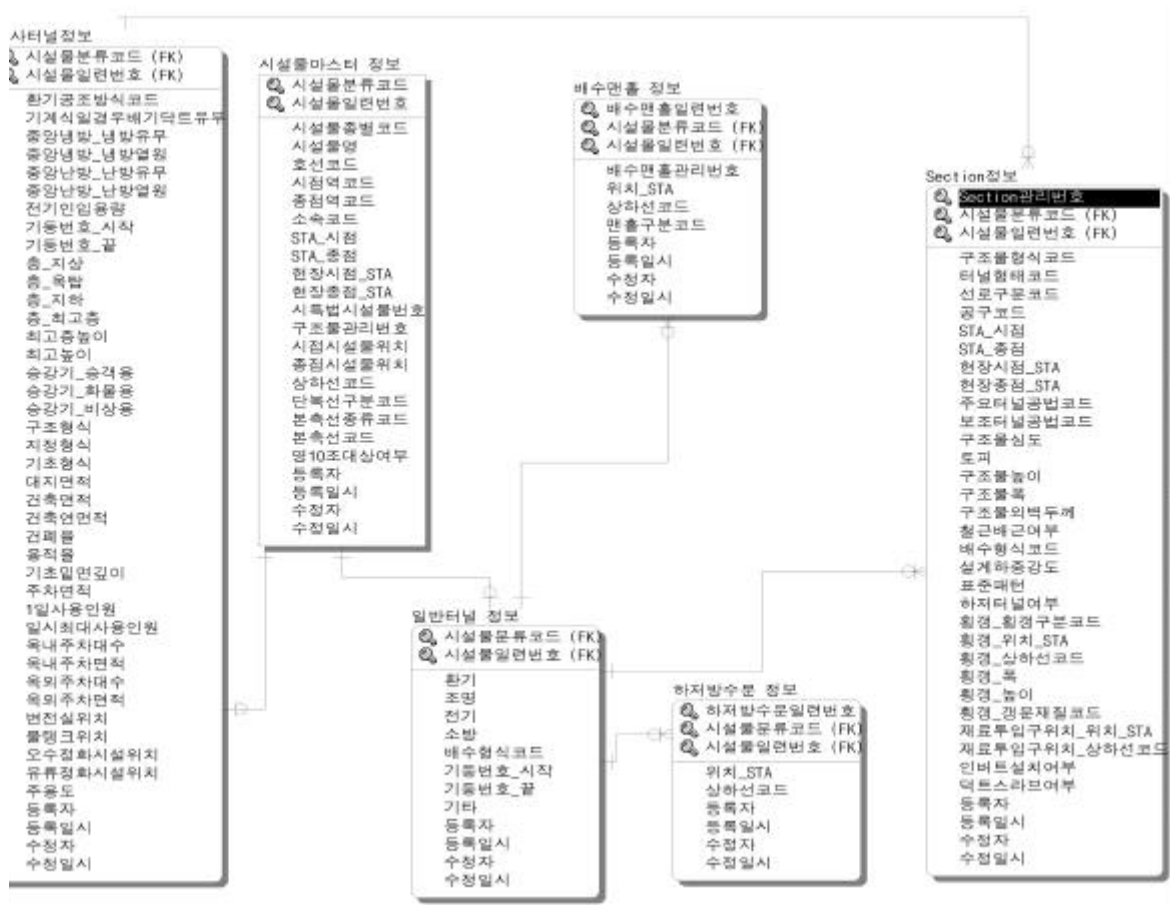 사터널정보
시설물분류코드 (FK)
시설물일련번호 (FK)
환기공조방식코드
기계식일경우배기닥트유무
중앙냉방_냉방유무
중앙냉방_냉방열원
중앙난방_난방유무
중앙난방_난방열원
전기인입용량
기둥번호_시작
기둥번호_끝
층_지상
층_옥탑
층_지하
층_최고층
최고층높이
최고높이
승강기_승객용
승강기_화물용
승강기_비상용
구조형식
지정형식
기초형식
대지면적
건축면적
건축연면적
건폐율
용적율
기초밑면깊이
주차면적
1일사용인원
일시최대사용인원
옥내주차대수
옥내주차면적
옥외주차대수
옥외주차면적
변전실위치
물탱크위치
오수정화시설위치
유류정화시설위치
주용도
등록자
등록일시
수정자
수정일시
시설물마스터 정보
시설물분류코드
시설물일련번호
시설물종별코드
시설물명
호선코드
시점역코드
종점역코드
소속코드
STA_시점
STA_종점
현장시점_STA
현장종점_STA
시특법시설물번호
구조물관리번호
시점시설물위치
종점시설물위치
상하선코드
단복선구분코드
본측선종류코드
본측선코드
영10조대상여부
등록자
등록일시
수정자
수정일시
배수맨홀 정보
배수맨홀일련번호
시설물분류코드 (FK)
시설물일련번호 (FK)
배수맨홀관리번호
위치_STA
상하선코드
맨홀구분코드
등록자
등록일시
수정자
수정일시
일반터널 정보
시설물분류코드 (FK)
시설물일련번호 (FK)
환기
조명
전기
소방
배수형식코드
기둥번호_시작
기둥번호_끝
기타
등록자
등록일시
수정자
수정일시
하저방수문 정보
하저방수문일련번호
시설물분류코드 (FK)
시설물일련번호 (FK)
위치_STA
상하선코드
등록자
등록일시
수정자
수정일시
Section정보
Section관리번호
시설물분류코드 (FK)
시설물일련번호 (FK)
구조물형식코드
터널형태코드
선로구분코드
공구코드
STA_시점
STA_종점
현장시점_STA
현장종점_STA
주요터널공법코드
보조터널공법코드
구조물심도
토피
구조물높이
구조물폭
구조물외벽두께
철근배근여부
배수형식코드
설계하중강도
표준패턴
하저터널여부
횡갱_횡갱구분코드
횡갱_위치_STA
횡갱_상하선코드
횡갱_폭
횡갱_높이
횡갱_갱문재질코드
재료투입구위치_위치_STA
재료투입구위치_상하선코드
인버트설치여부
덕트스라브여부
등록자
등록일시
수정자
수정일시